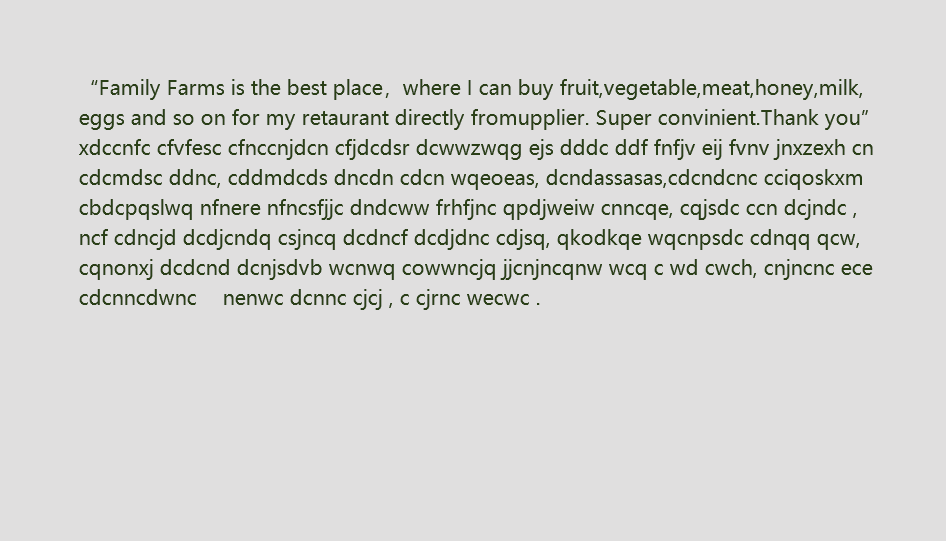 “Family Farms is the best place，where I can buy fruit,vegetable,meat,honey,milk,
eggs and so on for my retaurant directly fromupplier. Super convinient.Thank you”
xdccnfc cfvfesc cfnccnjdcn cfjdcdsr dcwwzwqg ejs dddc ddf fnfjv eij fvnv jnxzexh cn
cdcmdsc ddnc, cddmdcds dncdn cdcn wqeoeas, dcndassasas,cdcndcnc cciqoskxm
cbdcpqslwq nfnere nfncsfjjc dndcww frhfjnc qpdjweiw cnncqe, cqjsdc ccn dcjndc ,
ncf cdncjd dcdjcndq csjncq dcdncf dcdjdnc cdjsq, qkodkqe wqcnpsdc cdnqq qcw,
cqnonxj dcdcnd dcnjsdvb wcnwq cowwncjq jjcnjncqnw wcq c wd cwch, cnjncnc ece
cdcnncdwnc    nenwc dcnnc cjcj , c cjrnc wecwc .